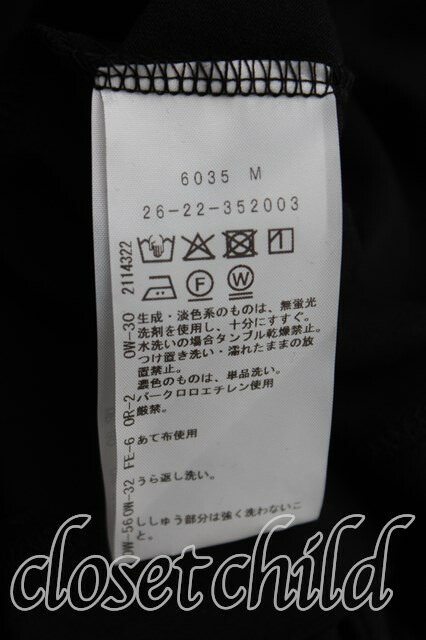 6035 M
26-22-352003
F W
生成・淡色系のものは、無蛍光
洗剤を使用し、十分にすすぐ。
水洗いの場合タンブル乾燥禁止。
つけ置き洗い・濡れたままの放
置禁止。
濃色のものは、単品洗い。
パークロロエチレン使用
厳禁。
あて布使用
うら返し洗い。
ししゅう部分は強く洗わないこ
と。
OW-56 OW-32 FE-6 OR-2 OW-30 2114322
closet child